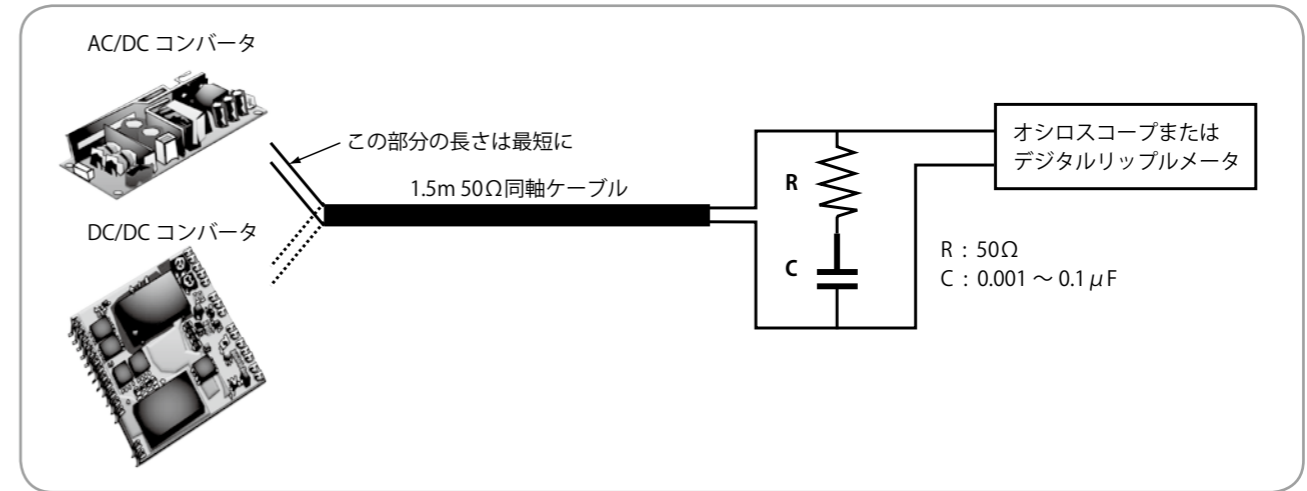 AC/DC コンバータ
この部分の長さは最短に
1.5m 50Ω同軸ケーブル
DC/DC コンバータ
R
C
オシロスコープまたは
デジタルリップルメータ
R : 50Ω
C : 0.001 ~ 0.1μF